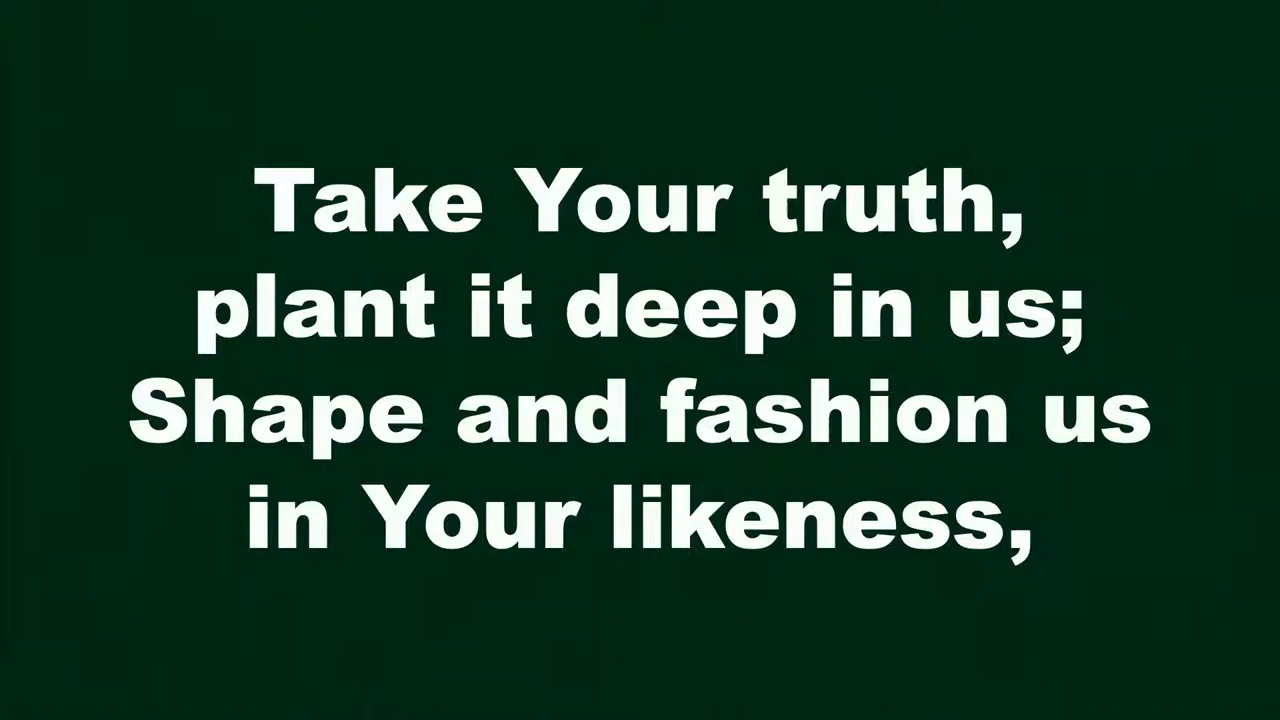 Take Your truth,
plant it deep in us;
Shape and fashion us
in Your likeness,